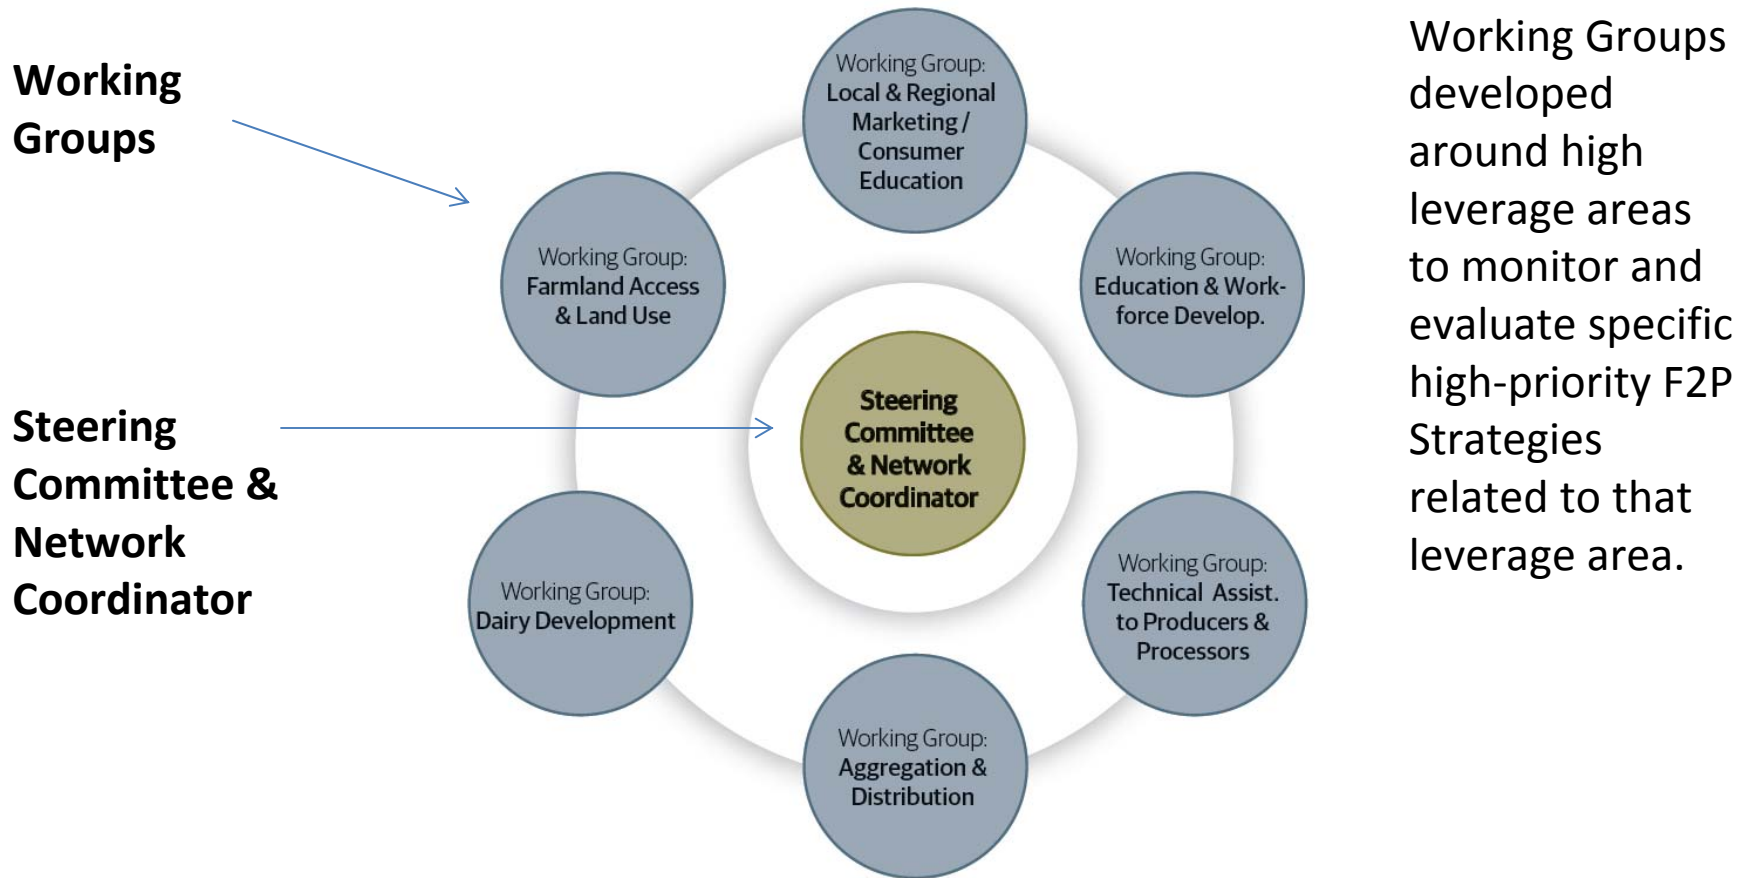 Working
Groups
Steering
Committee &
Network
Coordinator
Working Group:
Local & Regional
Marketing /
Consumer
Education
Working Group:
Farmland Access
& Land Use
Working Group:
Education & Work-
force Develop.
Steering
Committee
& Network
Coordinator
Working Group:
Dairy Development
Working Group:
Technical Assist.
to Producers &
Processors
Working Group:
Aggregation &
Distribution
Working Groups
developed
around high
leverage areas
to monitor and
evaluate specific
high-priority F2P
Strategies
related to that
leverage area.